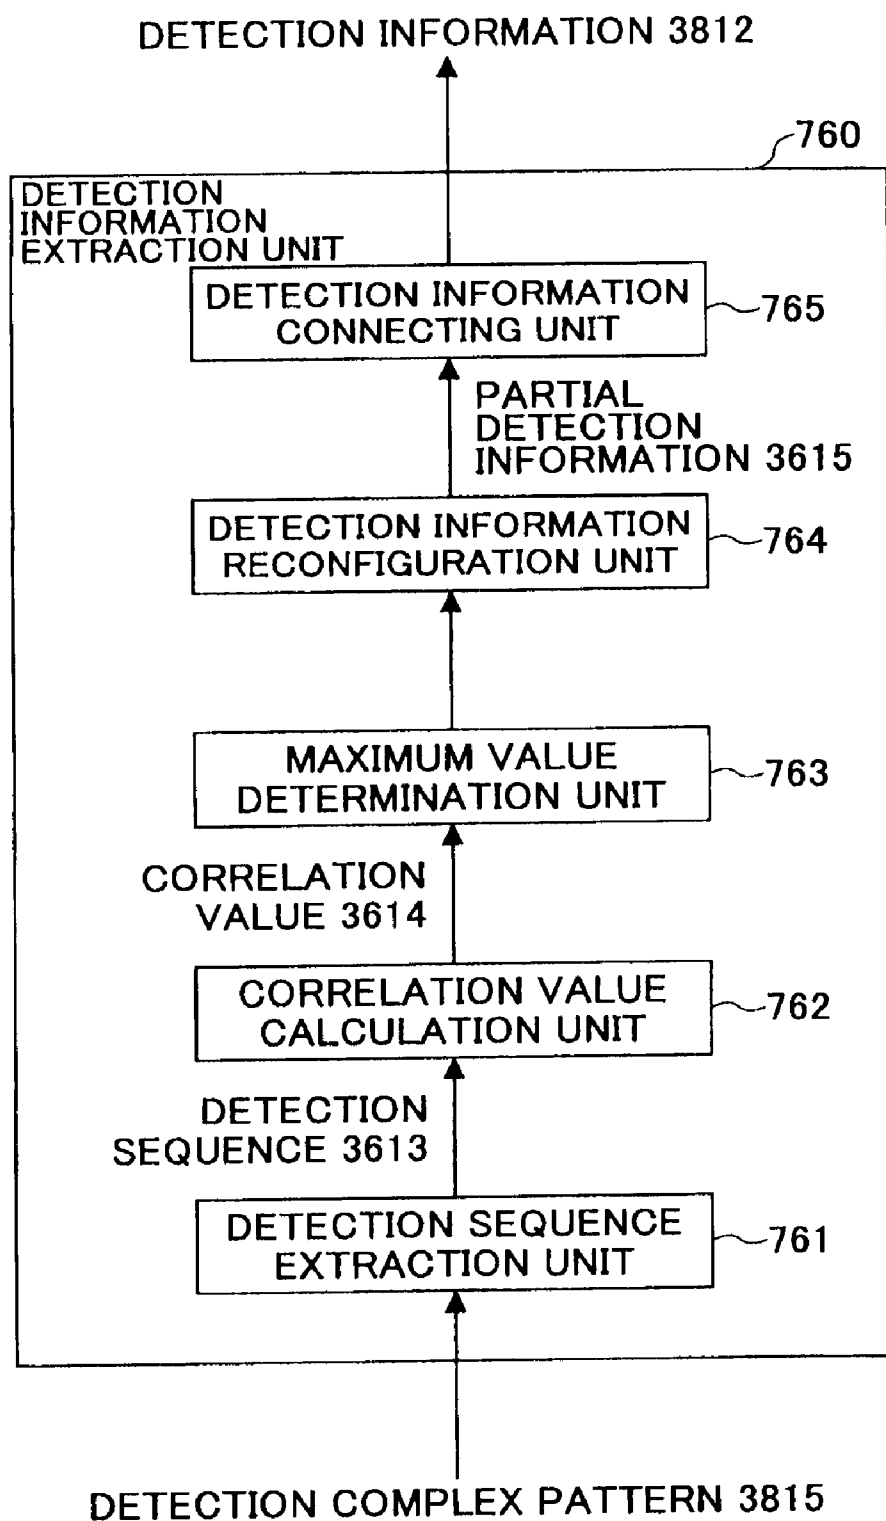 DETECTION INFORMATION 3812
760
DETECTION
INFORMATION
EXTRACTION UNIT
DETECTION INFORMATION
CONNECTING UNIT
765
PARTIAL
DETECTION
INFORMATION 3615
DETECTION INFORMATION
RECONFIGURATION UNIT
764
MAXIMUM VALUE
DETERMINATION UNIT
763
CORRELATION
VALUE 3614
CORRELATION VALUE
CALCULATION UNIT
762
DETECTION
SEQUENCE 3613
DETECTION SEQUENCE
EXTRACTION UNIT
761
DETECTION COMPLEX PATTERN 3815